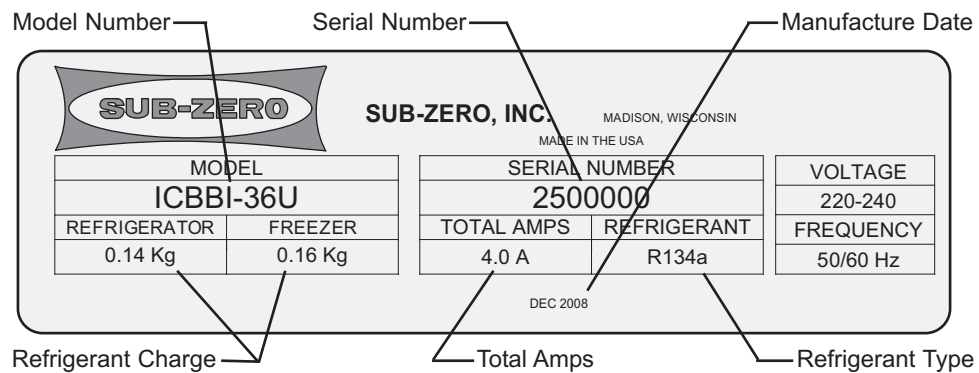 Model Number
Serial Number
Manufacture Date
SUB-ZERO
SUB-ZERO, INC.
MADISON, WISCONSIN
MADE IN THE USA
MODEL
ICBBI-36U
REFRIGERATOR
FREEZER
0.14 Kg
0.16 Kg
SERIAL NUMBER
2500000
TOTAL AMPS
REFRIGERANT
4.0 A
R134a
VOLTAGE
220-240
FREQUENCY
50/60 Hz
DEC 2008
Refrigerant Charge
Total Amps
Refrigerant Type